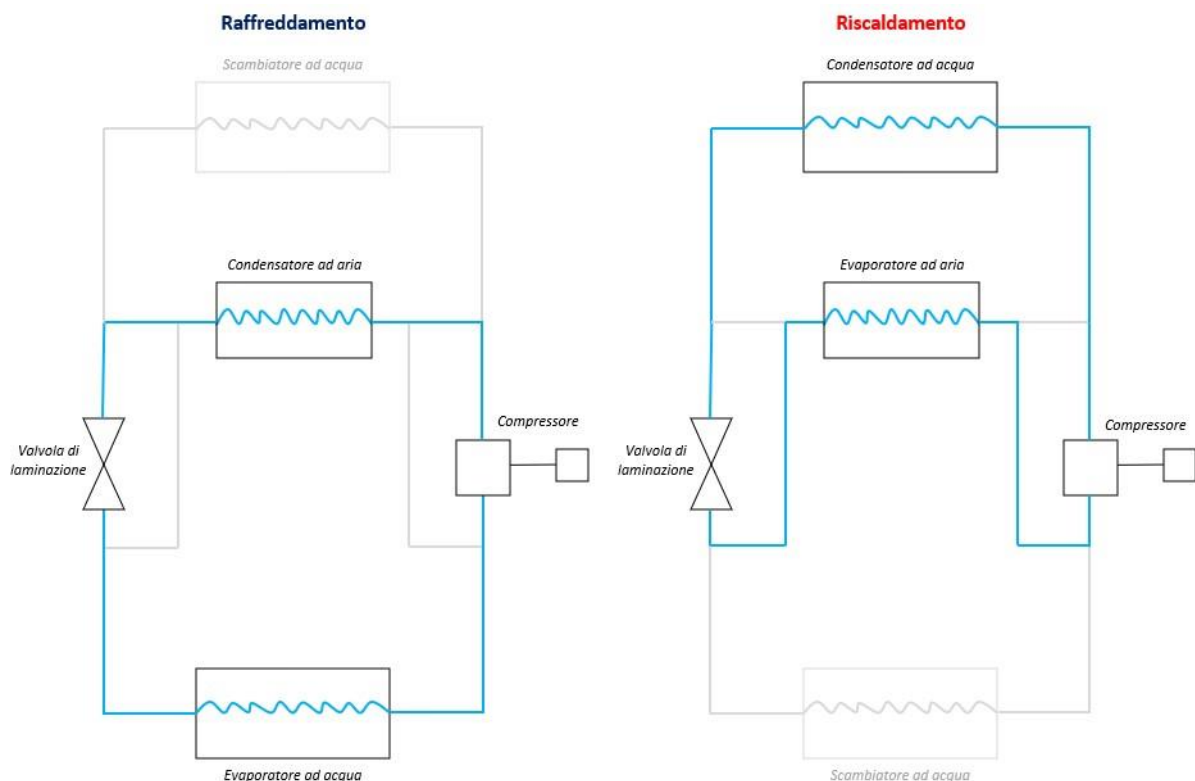 Raffreddamento
Scambiatore ad acqua
Condensatore ad aria
Compressore
Valvola di
laminazione
Evaporatore ad acqua
Riscaldamento
Condensatore ad acqua
Evaporatore ad aria
Compressore
Valvola di
laminazione
Scambiatore ad acqua